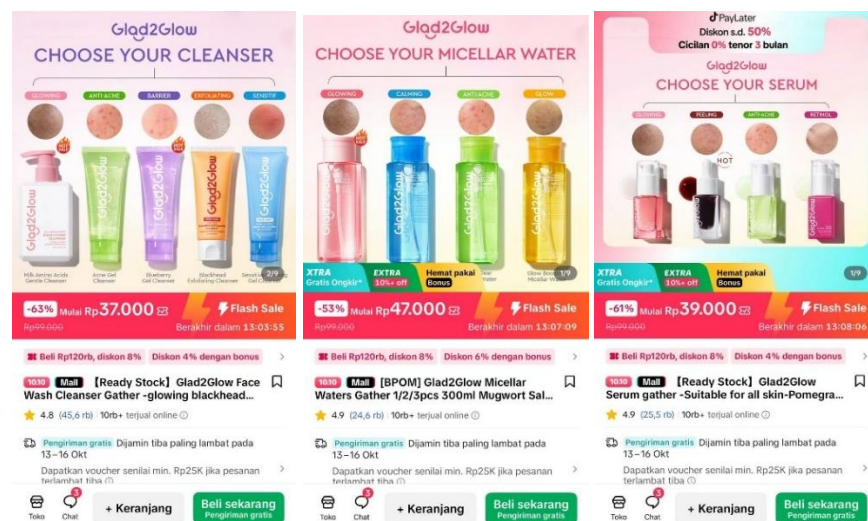 Glad2Glow
CHOOSE YOUR CLEANSER
GLOWING
ANTI ACNE
BARRIER
EXFOLIATING
SENSITIF
Glad2Glow
Glad2Glow
Glad2Glow
Glad2Glow
Glad2Glow
Milk Amino Acids
Gentle Cleanser
Acne Gel
Cleanser
Blueberry
Gel Cleanser
Blackhead
Exfoliating Cleanser
2/9
-63% Mulai Rp37.000
Flash Sale
Rp99.000
Berakhir dalam 13:03:55
Beli Rp120rb, diskon 8%
Diskon 4% dengan bonus
10.10 Mall 【Ready Stock】Glad2Glow Face
Wash Cleanser Gather -glowing blackhead...
4.8 (45,6 rb) 10rb+ terjual online
Pengiriman gratis Dijamin tiba paling lambat pada
13–16 Okt
Dapatkan voucher senilai min. Rp25K jika pesanan
terlambat tiba
Toko
3
Chat
+ Keranjang
Beli sekarang
Pengiriman gratis
Glad2Glow
CHOOSE YOUR MICELLAR WATER
GLOWING
CALMING
ANTI ACNE
GLOW
Glad2Glow
Glad2Glow
Glad2Glow
Glad2Glow
1/9
XTRA
Gratis Ongkir*
EXTRA
10%+ off
Hemat pakai
Bonus
-53% Mulai Rp47.000
Flash Sale
Rp99.000
Berakhir dalam 13:07:09
Beli Rp120rb, diskon 8%
Diskon 6% dengan bonus
10.10 Mall [BPOM] Glad2Glow Micellar
Waters Gather 1/2/3pcs 300ml Mugwort Sal...
4.9 (24,6 rb) 10rb+ terjual online
Pengiriman gratis Dijamin tiba paling lambat pada
13–16 Okt
Dapatkan voucher senilai min. Rp25K jika pesanan
terlambat tiba
Toko
3
Chat
+ Keranjang
Beli sekarang
Pengiriman gratis
PayLater
Diskon s.d. 50%
Cicilan 0% tenor 3 bulan
Glad2Glow
CHOOSE YOUR SERUM
GLOWING
PEELING
ANTI-ACNE
RETINOL
HOT
1/9
XTRA
Gratis Ongkir*
EXTRA
10%+ off
Hemat pakai
Bonus
-61% Mulai Rp39.000
Flash Sale
Rp99.000
Berakhir dalam 13:08:06
Beli Rp120rb, diskon 8%
Diskon 4% dengan bonus
10.10 Mall 【Ready Stock】Glad2Glow
Serum gather -Suitable for all skin-Pomegra...
4.9 (25,5 rb) 10rb+ terjual online
Pengiriman gratis Dijamin tiba paling lambat pada
13–16 Okt
Dapatkan voucher senilai min. Rp25K jika pesanan
terlambat tiba
Toko
3
Chat
+ Keranjang
Beli sekarang
Pengiriman gratis